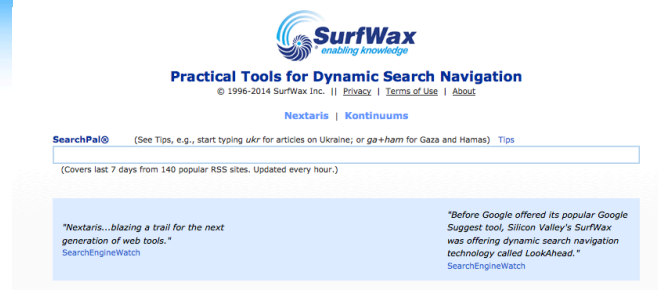 SurfWax
enabling knowledge
Practical Tools for Dynamic Search Navigation
© 1996-2014 SurfWax Inc. || Privacy | Terms of Use | About
Nextaris | Kontinuums
SearchPal® (See Tips, e.g., start typing ukr for articles on Ukraine; or ga+ham for Gaza and Hamas) Tips
(Covers last 7 days from 140 popular RSS sites. Updated every hour.)
"Nextaris...blazing a trail for the next
generation of web tools."
SearchEngineWatch
"Before Google offered its popular Google
Suggest tool, Silicon Valley's SurfWax
was offering dynamic search navigation
technology called LookAhead."
SearchEngineWatch